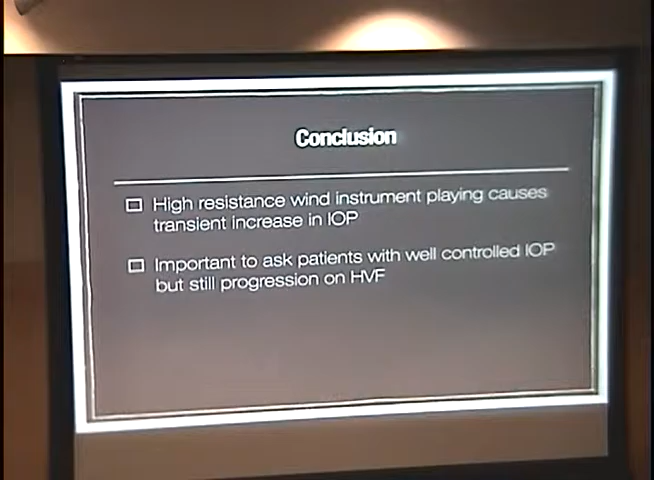 Conclusion
High resistance wind instrument playing causes
transient increase in IOP
Important to ask patients with well controlled IOP
but still progression on HVF